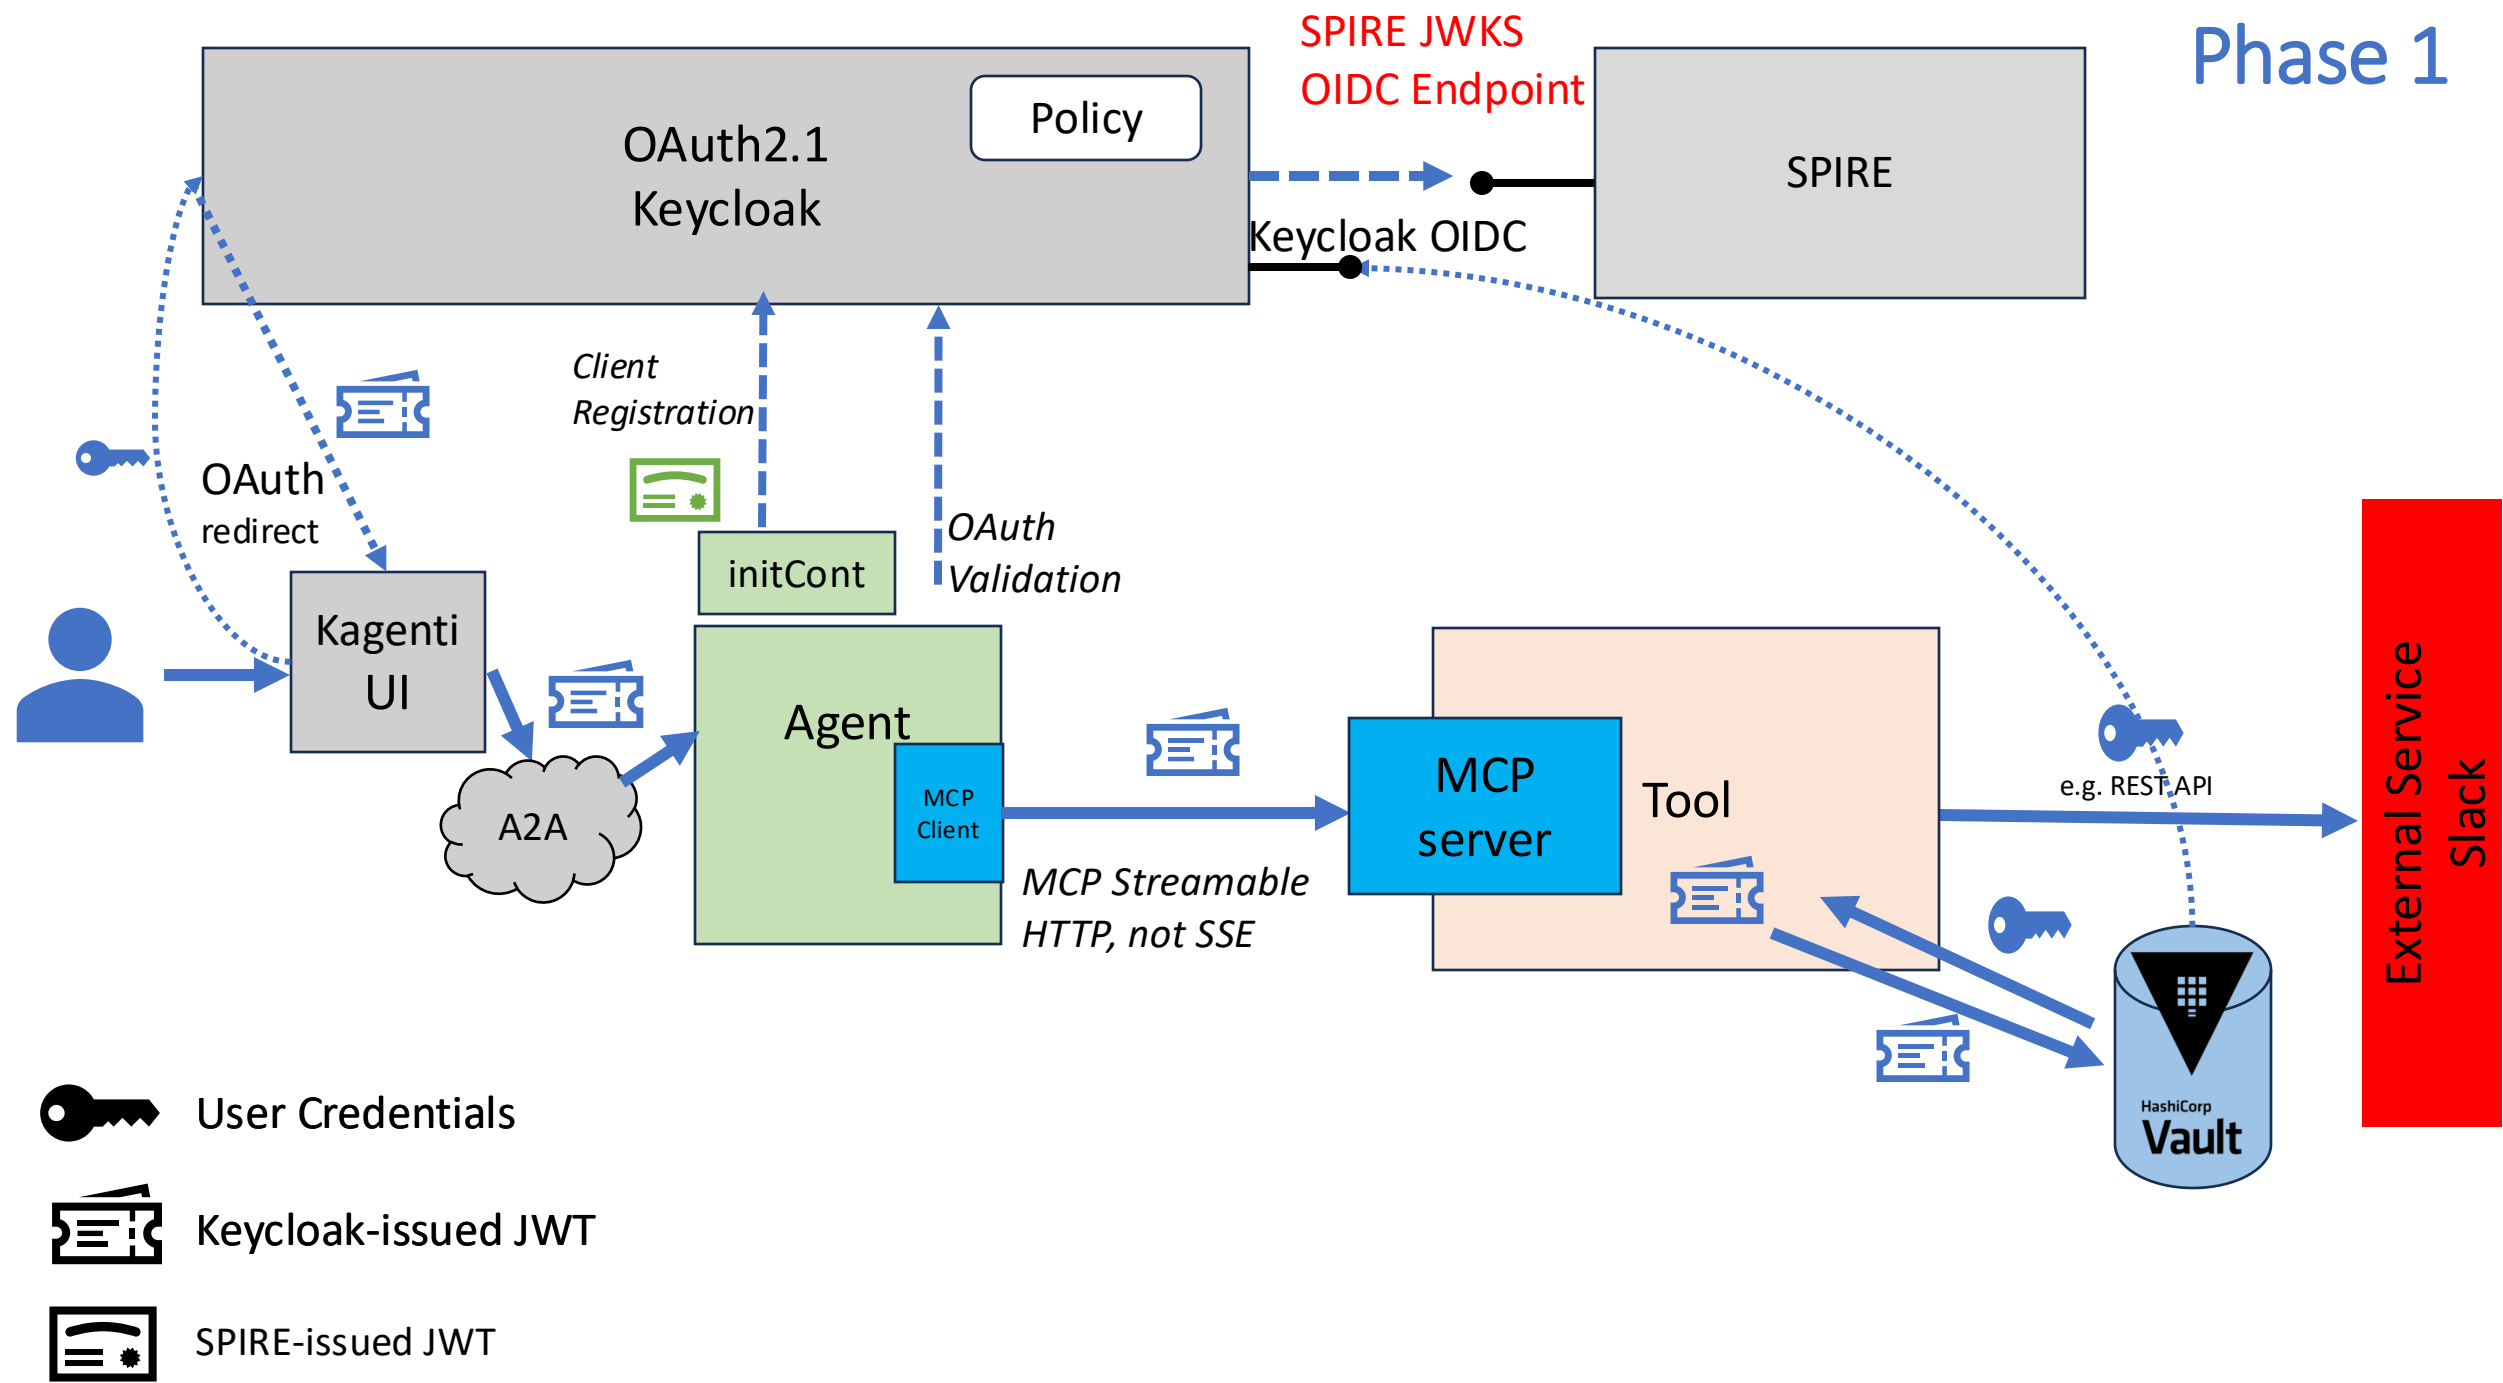 SPIRE JWKS
OIDC Endpoint
Phase 1
Policy
OAuth2.1
Keycloak
SPIRE
Keycloak OIDC
Client
Registration
OAuth
redirect
OAuth
Validation
initCont
Kagenti
UI
Agent
MCP
Client
A2A
MCP Streamable
HTTP, not SSE
MCP
server
Tool
e.g. REST API
External Service
Slack
HashiCorp
Vault
User Credentials
Keycloak-issued JWT
SPIRE-issued JWT